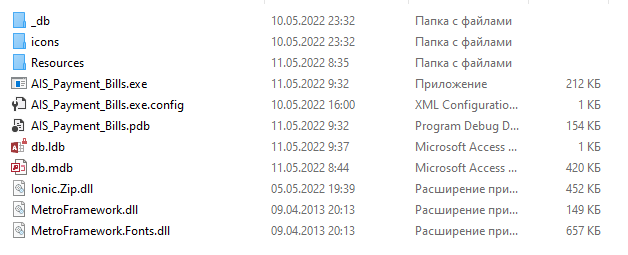 _db 10.05.2022 23:32 Папка с файлами
icons 10.05.2022 23:32 Папка с файлами
Resources 11.05.2022 8:35 Папка с файлами
AIS_Payment_Bills.exe 11.05.2022 9:32 Приложение 212 КБ
AIS_Payment_Bills.exe.config 10.05.2022 16:00 XML Configuratio... 1 КБ
AIS_Payment_Bills.pdb 11.05.2022 9:32 Program Debug D... 154 КБ
db.ldb 11.05.2022 9:37 Microsoft Access ... 1 КБ
db.mdb 11.05.2022 8:44 Microsoft Access ... 420 КБ
Ionic.Zip.dll 05.05.2022 19:39 Расширение при... 452 КБ
MetroFramework.dll 09.04.2013 20:13 Расширение при... 149 КБ
MetroFramework.Fonts.dll 09.04.2013 20:13 Расширение при... 657 КБ